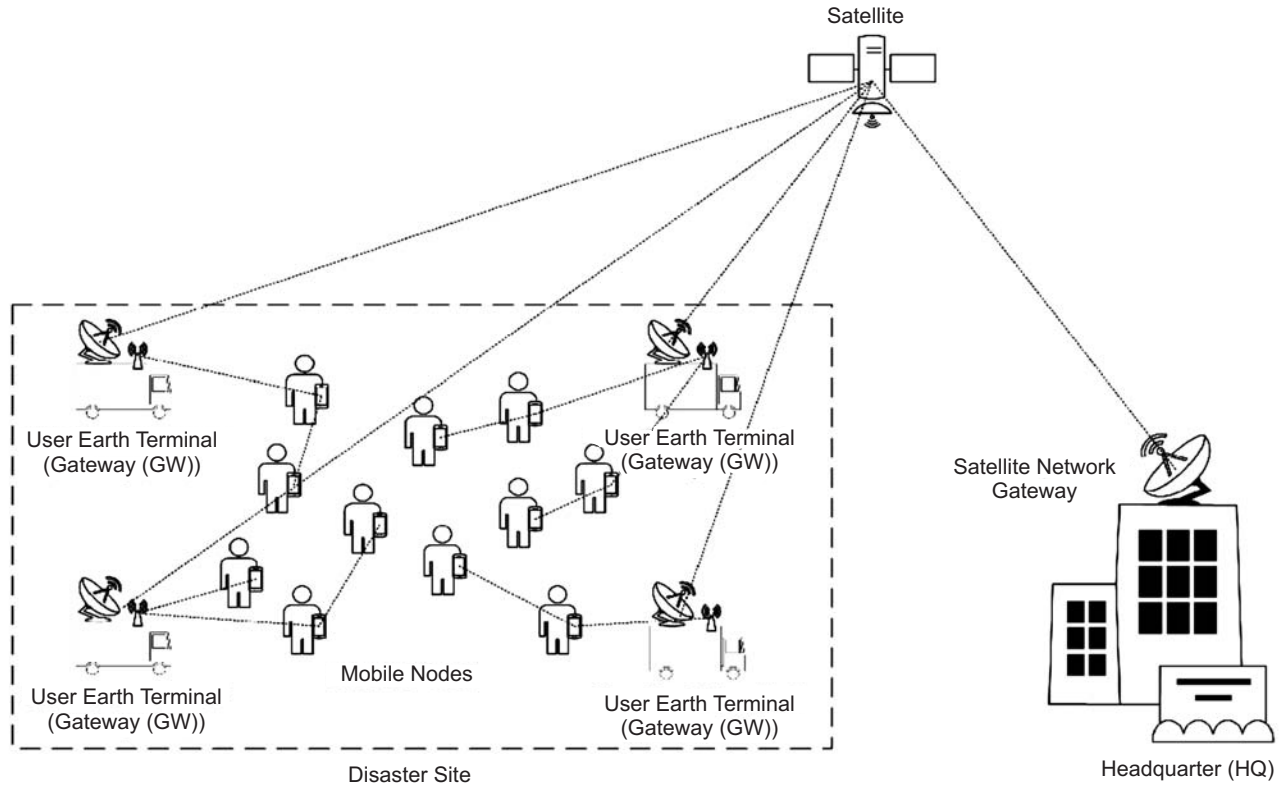 Satellite
User Earth Terminal
(Gateway (GW))
User Earth Terminal
(Gateway (GW))
Satellite Network
Gateway
User Earth Terminal
(Gateway (GW))
Mobile Nodes
User Earth Terminal
(Gateway (GW))
Disaster Site
Headquarter (HQ)